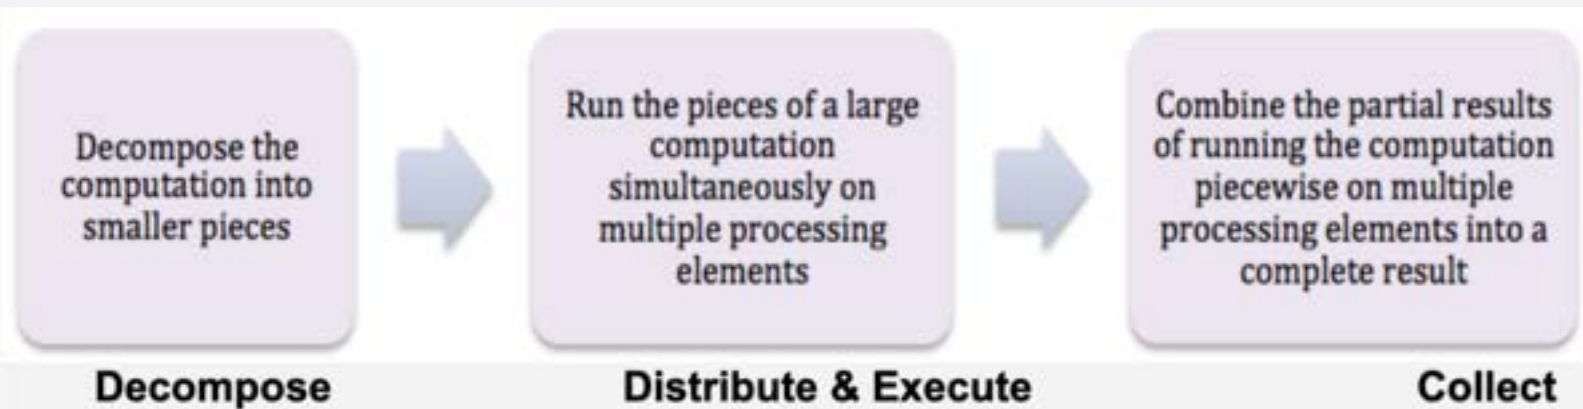 Decompose the
computation into
smaller pieces
Run the pieces of a large
computation
simultaneously on
multiple processing
elements
Combine the partial results
of running the computation
piecewise on multiple
processing elements into a
complete result
Decompose
Distribute & Execute
Collect